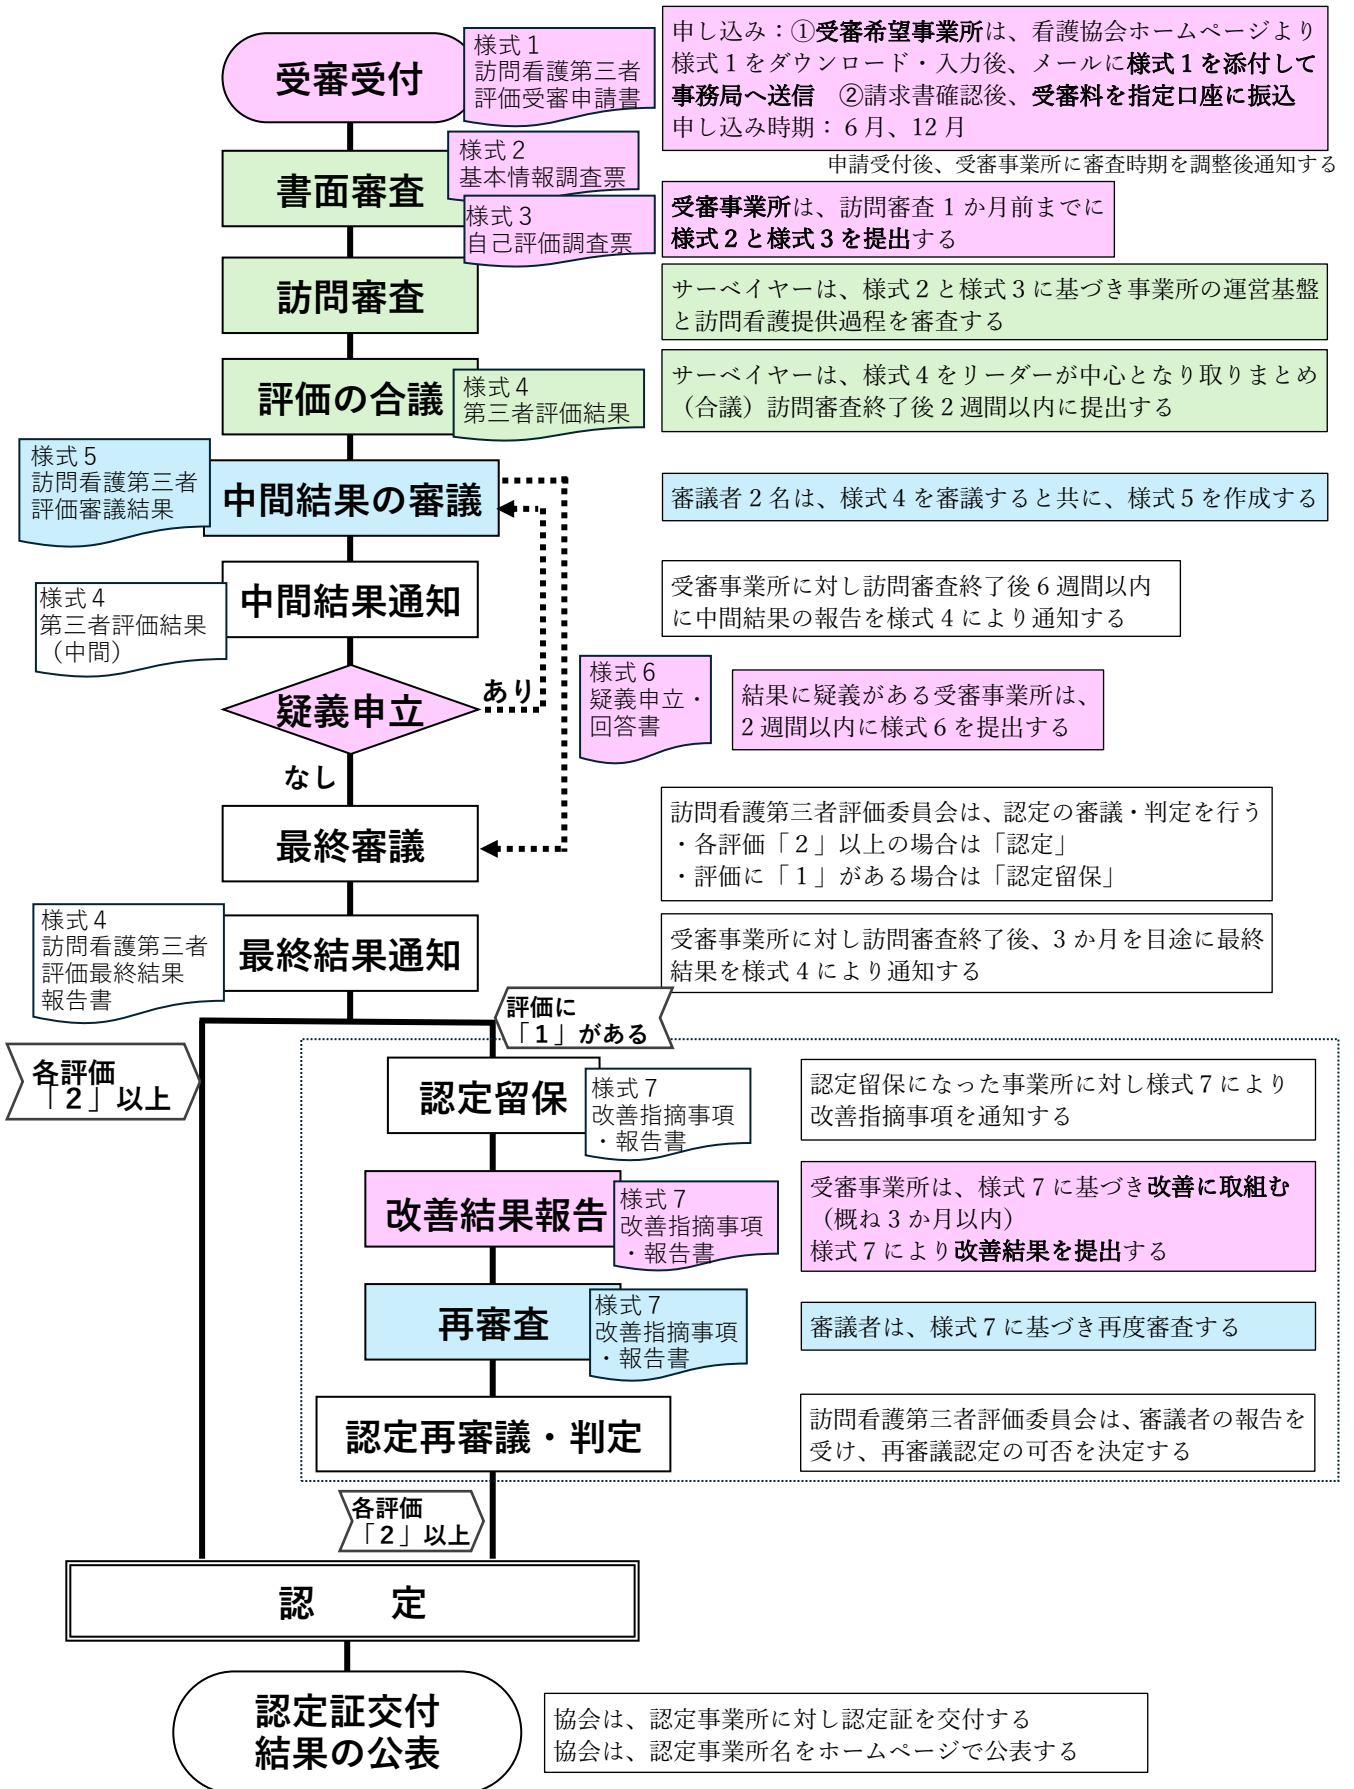 受審受付
様式1
訪問看護第三者
評価受審申請書
申し込み：①受審希望事業所は、看護協会ホームページより
様式1をダウンロード・入力後、メールに様式1を添付して
事務局へ送信　②請求書確認後、受審料を指定口座に振込
申し込み時期：6月、12月
申請受付後、受審事業所に審査時期を調整後通知する
書面審査
様式2
基本情報調査票
様式3
自己評価調査票
受審事業所は、訪問審査1か月前までに
様式2と様式3を提出する
訪問審査
サーベイヤーは、様式2と様式3に基づき事業所の運営基盤
と訪問看護提供過程を審査する
評価の合議
様式4
第三者評価結果
サーベイヤーは、様式4をリーダーが中心となり取りまとめ
（合議）訪問審査終了後2週間以内に提出する
様式5
訪問看護第三者
評価審議結果
中間結果の審議
審議者2名は、様式4を審議すると共に、様式5を作成する
様式4
第三者評価結果
（中間）
中間結果通知
受審事業所に対し訪問審査終了後6週間以内
に中間結果の報告を様式4により通知する
疑義申立
あり
なし
様式6
疑義申立・
回答書
結果に疑義がある受審事業所は、
2週間以内に様式6を提出する
最終審議
訪問看護第三者評価委員会は、認定の審議・判定を行う
・各評価「2」以上の場合は「認定」
・評価に「1」がある場合は「認定留保」
様式4
訪問看護第三者
評価最終結果
報告書
最終結果通知
受審事業所に対し訪問審査終了後、3か月を目途に最終
結果を様式4により通知する
評価に
「1」がある
各評価
「2」以上
認定留保
様式7
改善指摘事項
・報告書
認定留保になった事業所に対し様式7により
改善指摘事項を通知する
改善結果報告
様式7
改善指摘事項
・報告書
受審事業所は、様式7に基づき改善に取組む
（概ね3か月以内）
様式7により改善結果を提出する
再審査
様式7
改善指摘事項
・報告書
審議者は、様式7に基づき再度審査する
認定再審議・判定
訪問看護第三者評価委員会は、審議者の報告を
受け、再審議認定の可否を決定する
各評価
「2」以上
認　　定
認定証交付
結果の公表
協会は、認定事業所に対し認定証を交付する
協会は、認定事業所名をホームページで公表する